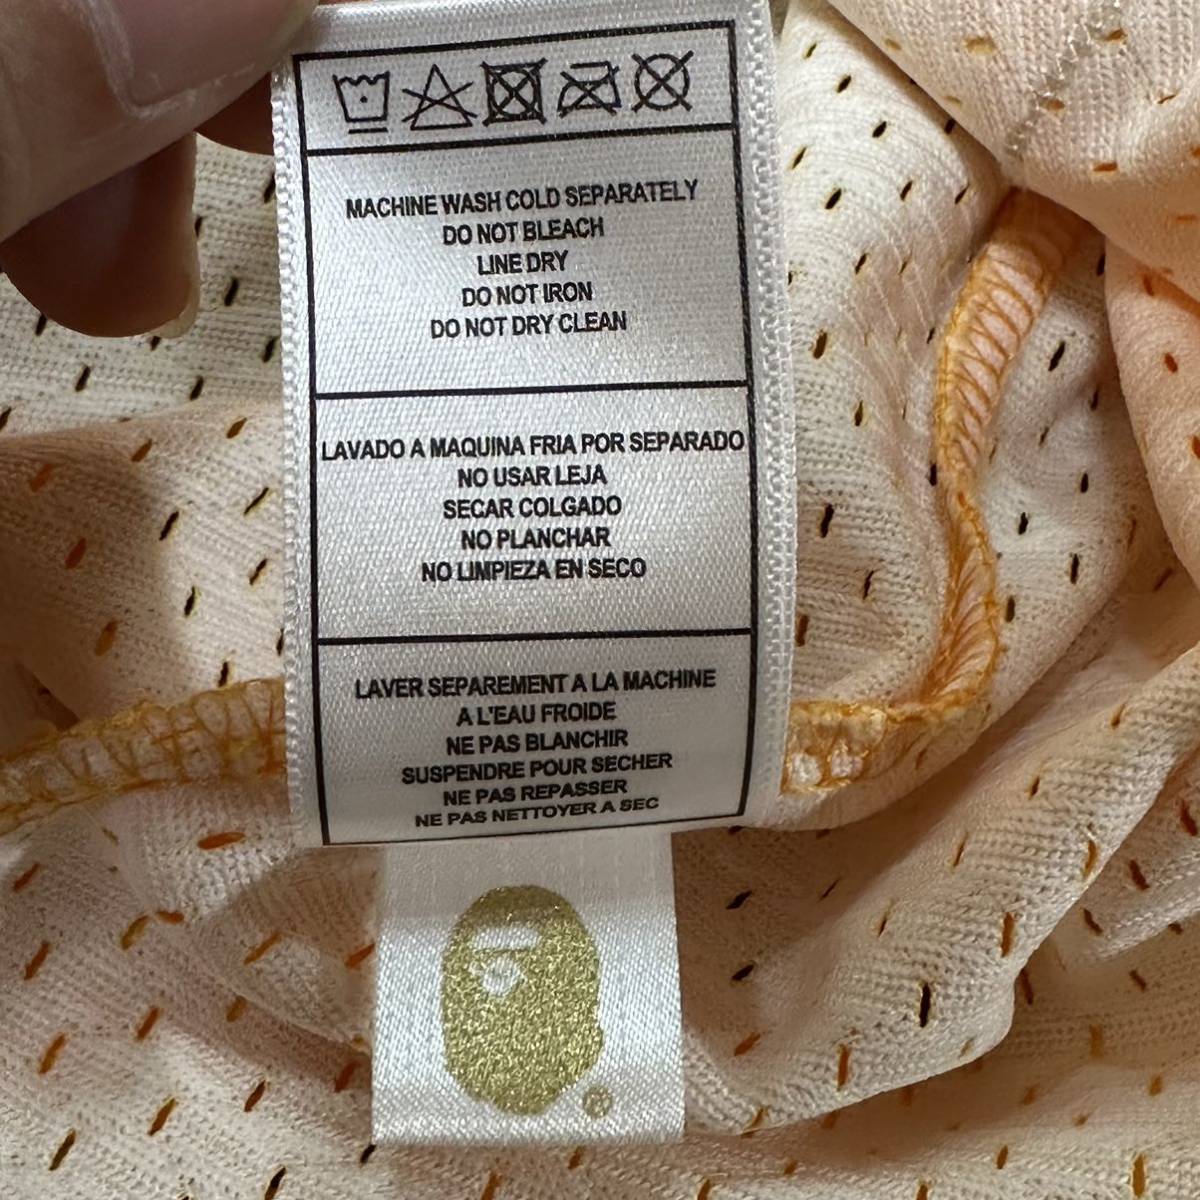 MACHINE WASH COLD SEPARATELY
DO NOT BLEACH
LINE DRY
DO NOT IRON
DO NOT DRY CLEAN
LAVADO A MAQUINA FRIA POR SEPARADO
NO USAR LEJA
SECAR COLGADO
NO PLANCHAR
NO LIMPIEZA EN SECO
LAVER SEPAREMENT A LA MACHINE
A L'EAU FROIDE
NE PAS BLANCHIR
SUSPENDRE POUR SECHER
NE PAS REPASSER
NE PAS NETTOYER A SEC
®